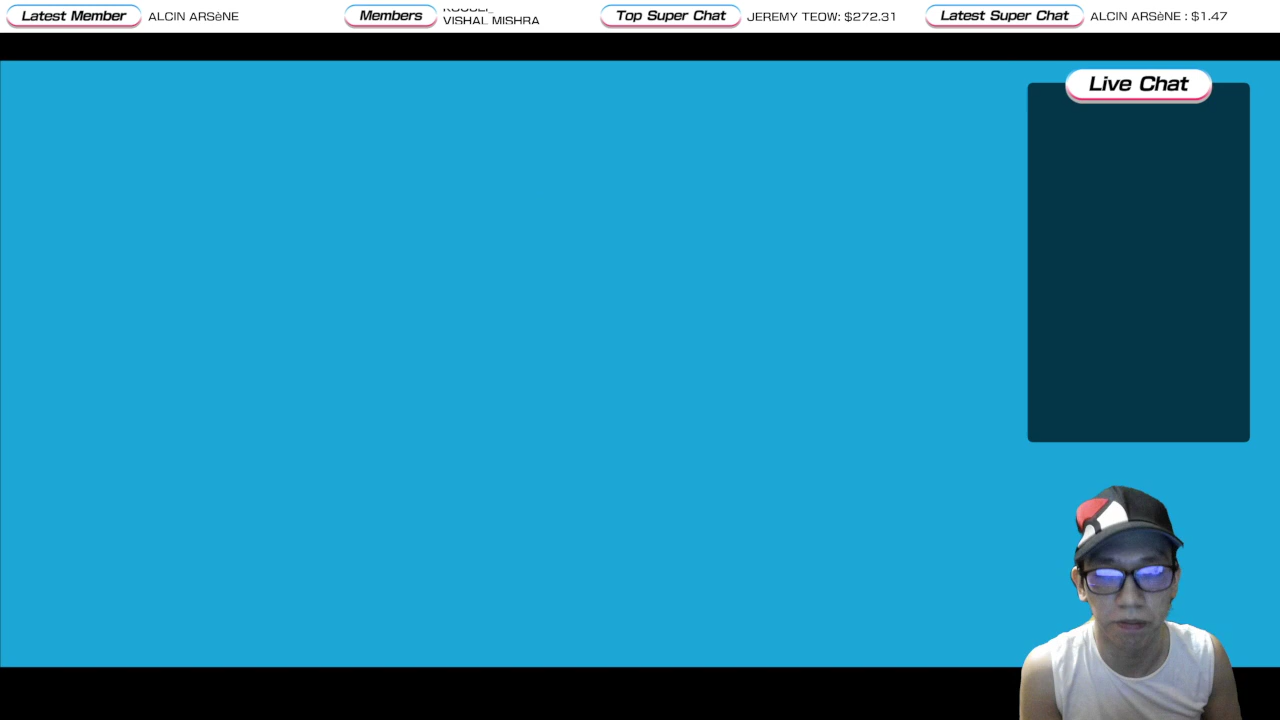 Latest Member ALCIN ARSèNE Members VISHAL MISHRA Top Super Chat JEREMY TEOW: $272.31 Latest Super Chat ALCIN ARSèNE : $1.47
Live Chat